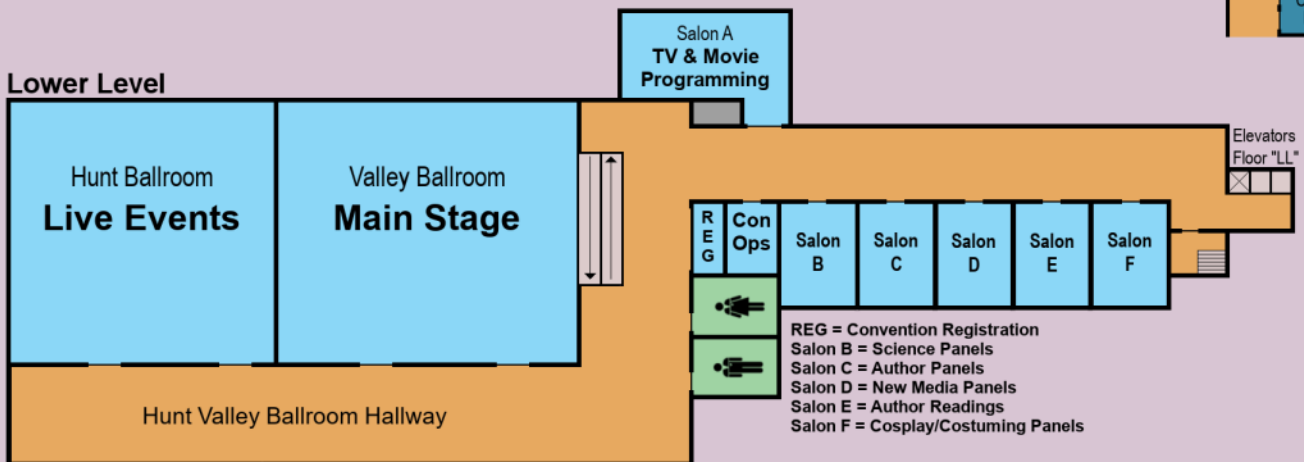 Salon A
TV & Movie
Programming
Lower Level
Elevators
Floor "LL"
Hunt Ballroom
Live Events
Valley Ballroom
Main Stage
R
E
G
Con
Ops
Salon
B
Salon
C
Salon
D
Salon
E
Salon
F
REG = Convention Registration
Salon B = Science Panels
Salon C = Author Panels
Salon D = New Media Panels
Salon E = Author Readings
Salon F = Cosplay/Costuming Panels
Hunt Valley Ballroom Hallway